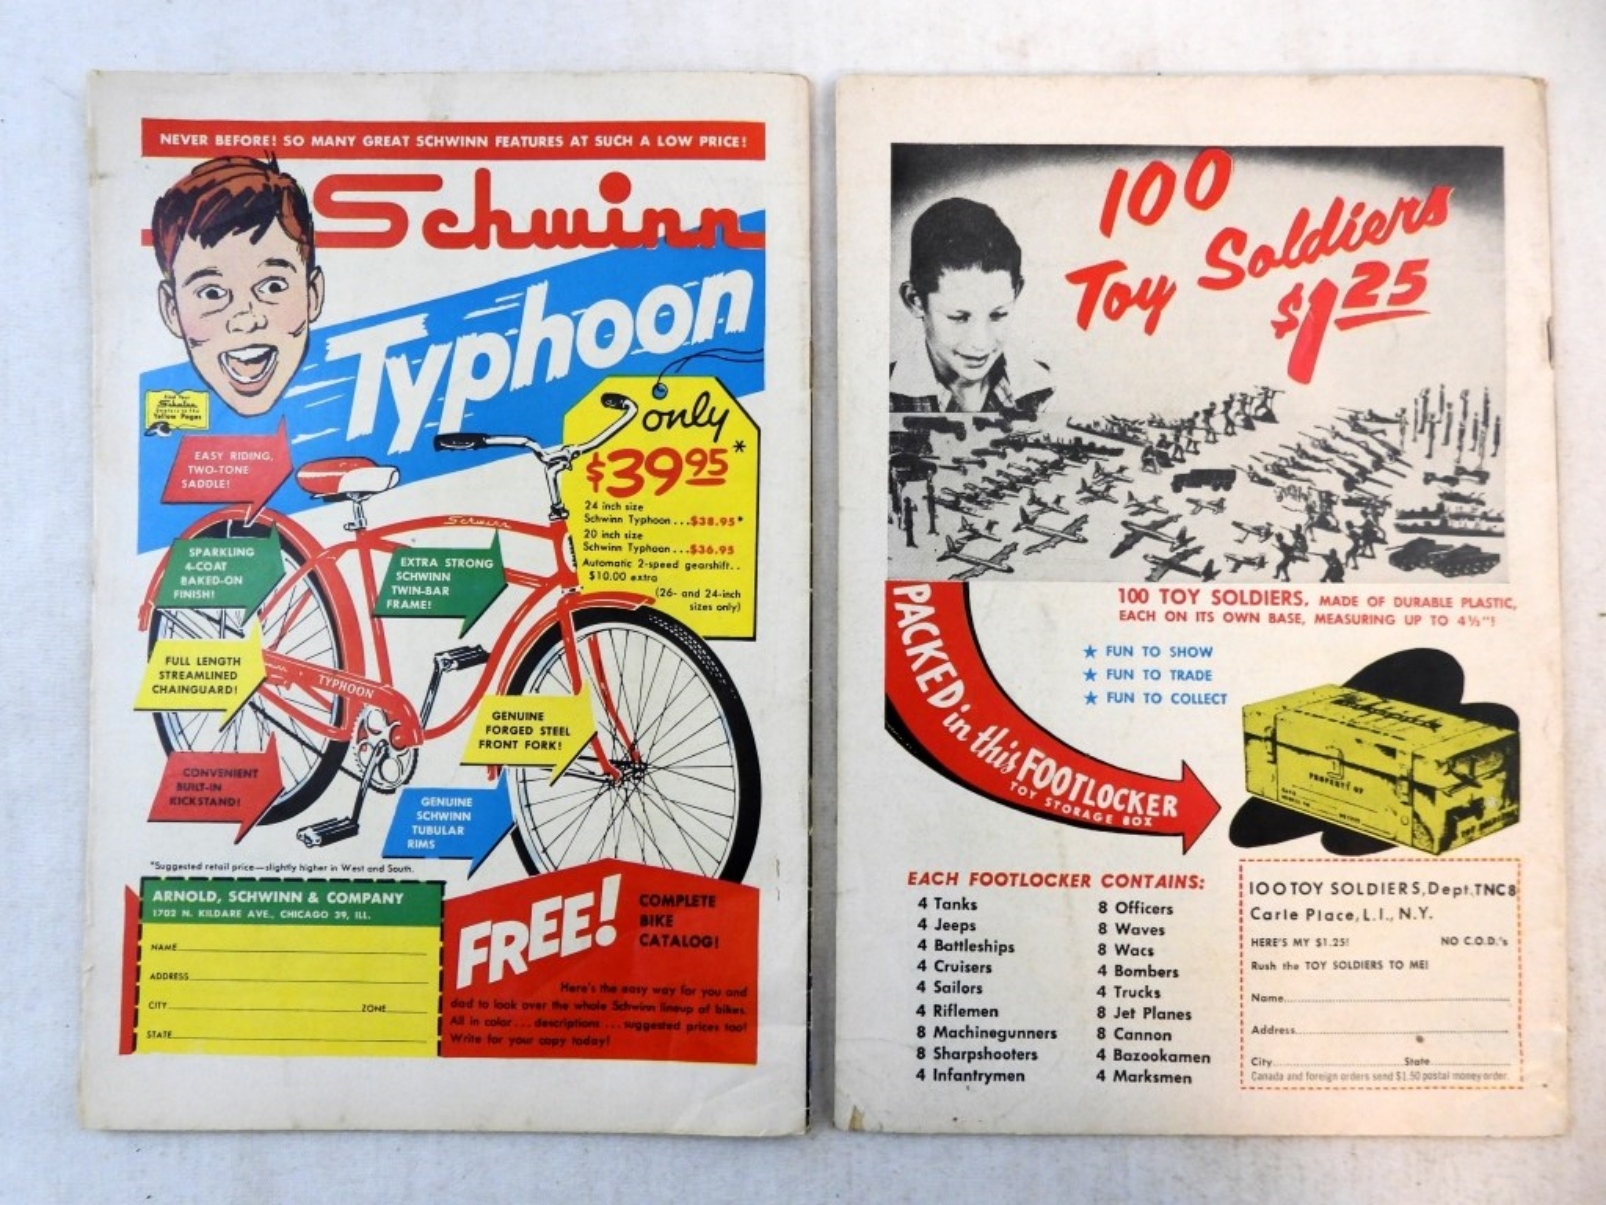 NEVER BEFORE! SO MANY GREAT SCHWINN FEATURES AT SUCH A LOW PRICE!
Schwinn
Typhoon
Find Your
Schwinn
Yellow Pages
only
$39.95*
24 inch size
Schwinn Typhoon...$38.95*
20 inch size
Schwinn Typhoon...$36.95
Automatic 2-speed gearshift..
$10.00 extra
(26- and 24-inch
sizes only)
EASY RIDING,
TWO-TONE
SADDLE!
Schwinn
SPARKLING
4-COAT
BAKED-ON
FINISH!
EXTRA STRONG
SCHWINN
TWIN-BAR
FRAME!
FULL LENGTH
STREAMLINED
CHAINGUARD!
TYPHOON
GENUINE
FORGED STEEL
FRONT FORK!
CONVENIENT
BUILT-IN
KICKSTAND!
GENUINE
SCHWINN
TUBULAR
RIMS
*Suggested retail price—slightly higher in West and South.
ARNOLD, SCHWINN & COMPANY
1702 N. KILDARE AVE., CHICAGO 39, ILL.
NAME
ADDRESS
CITY ZONE
STATE
FREE!
COMPLETE
BIKE
CATALOG!
Here's the easy way for you and
dad to look over the whole Schwinn lineup of bikes.
All in color...descriptions...suggested prices too!
Write for your copy today!
100
Toy Soldiers
$1.25
100 TOY SOLDIERS, MADE OF DURABLE PLASTIC,
EACH ON ITS OWN BASE, MEASURING UP TO 4½"!
★ FUN TO SHOW
★ FUN TO TRADE
★ FUN TO COLLECT
PACKED in this FOOTLOCKER
TOY STORAGE BOX
PROPERTY OF
EACH FOOTLOCKER CONTAINS:
4 Tanks
4 Jeeps
4 Battleships
4 Cruisers
4 Sailors
4 Riflemen
8 Machinegunners
8 Sharpshooters
4 Infantrymen
8 Officers
8 Waves
8 Wacs
4 Bombers
4 Trucks
8 Jet Planes
8 Cannon
4 Bazookamen
4 Marksmen
100 TOY SOLDIERS, Dept. TNC8
Carle Place, L.I., N.Y.
HERE'S MY $1.25! NO C.O.D.'s
Rush the TOY SOLDIERS TO ME!
Name
Address
City State
Canada and foreign orders send $1.50 postal money order.